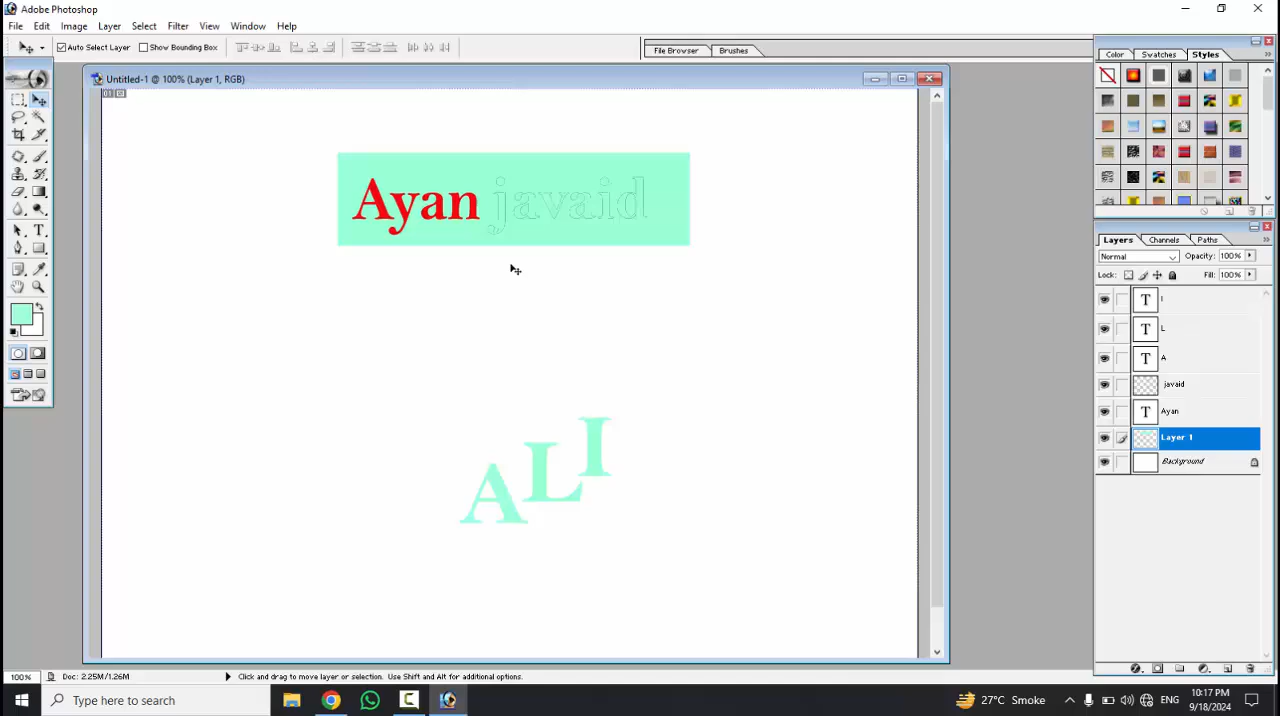 Adobe Photoshop
File Edit Image Layer Select Filter View Window Help
Auto Select Layer Show Bounding Box File Browser Brushes
Color Swatches Styles
Untitled-1 @ 100% (Layer 1, RGB)
Ayan javaid
ALI
Layers Channels Paths
Normal Opacity: 100%
Lock: Fill: 100%
T I
T L
T A
javaid
T Ayan
Layer 1
Background
100% Doc: 2.25M/1.26M Click and drag to move layer or selection. Use Shift and Alt for additional options.
Type here to search
27°C Smoke
ENG
10:17 PM
9/18/2024